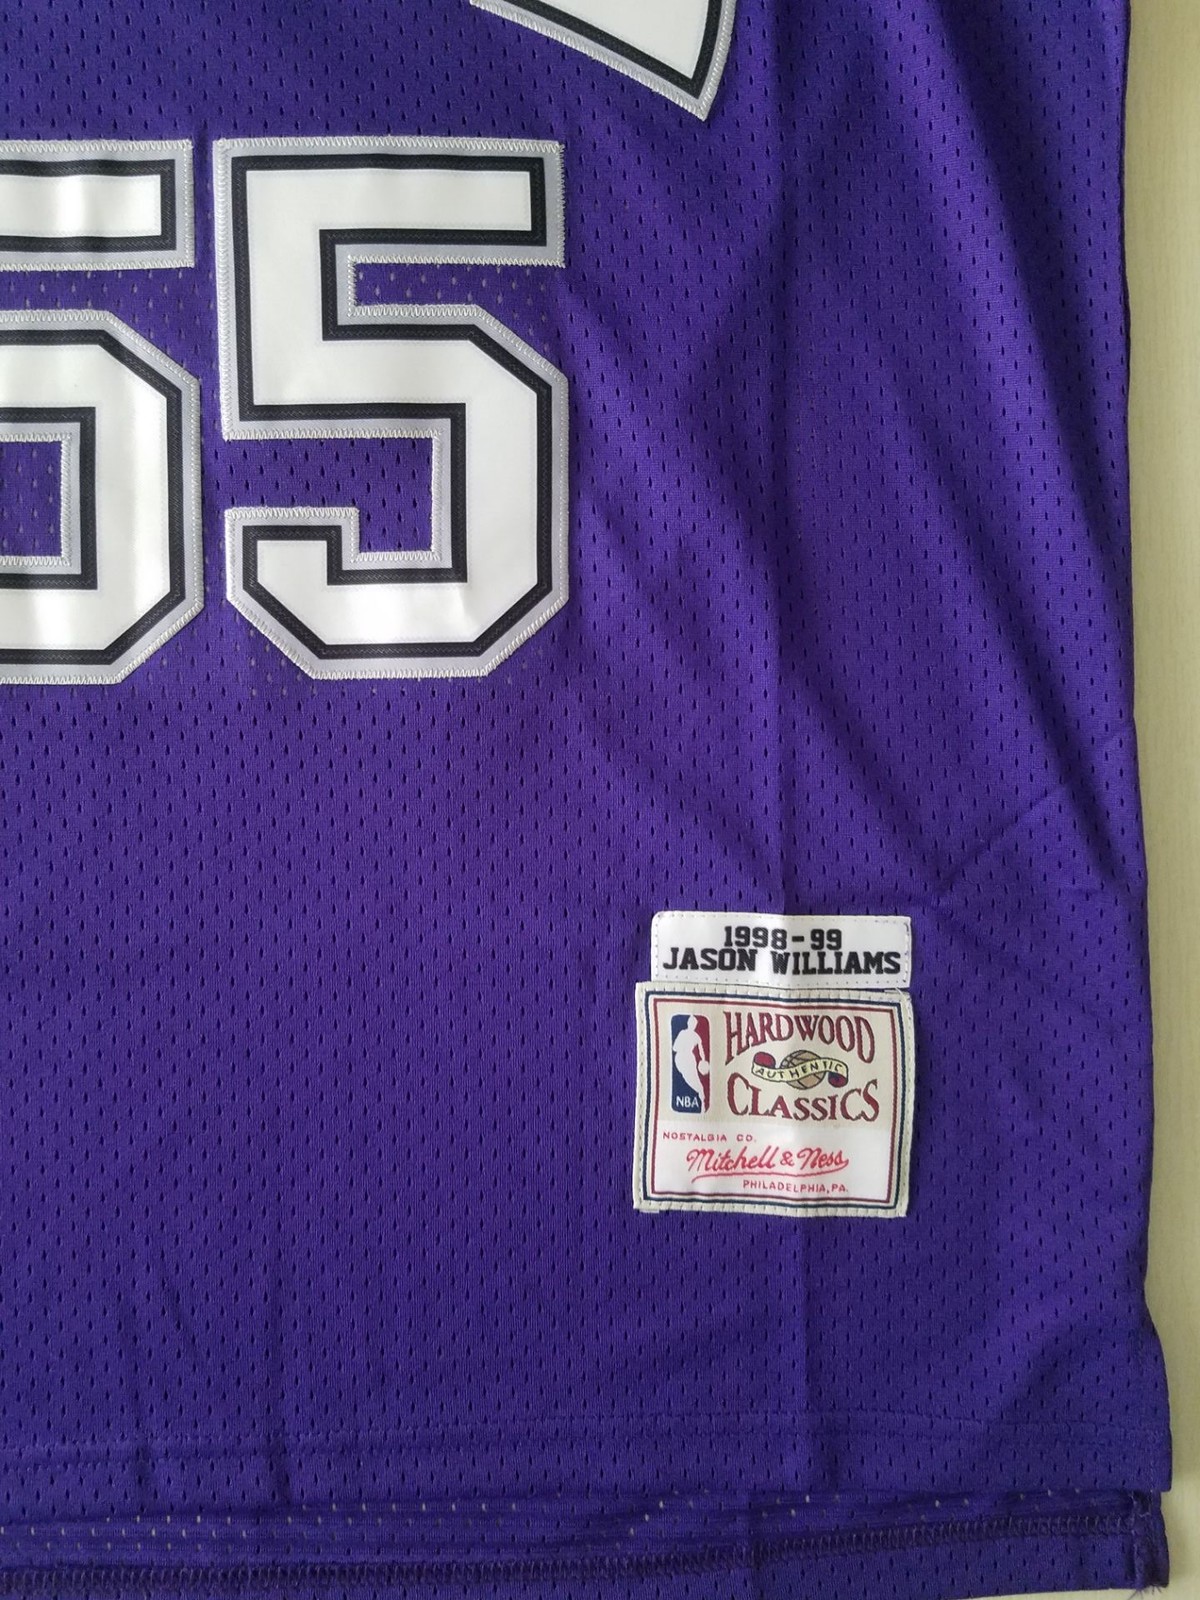 55
1998-99
JASON WILLIAMS
HARDWOOD
AUTHENTIC
CLASSICS
NBA
NOSTALGIA CO.
Mitchell & Ness
PHILADELPHIA, PA.